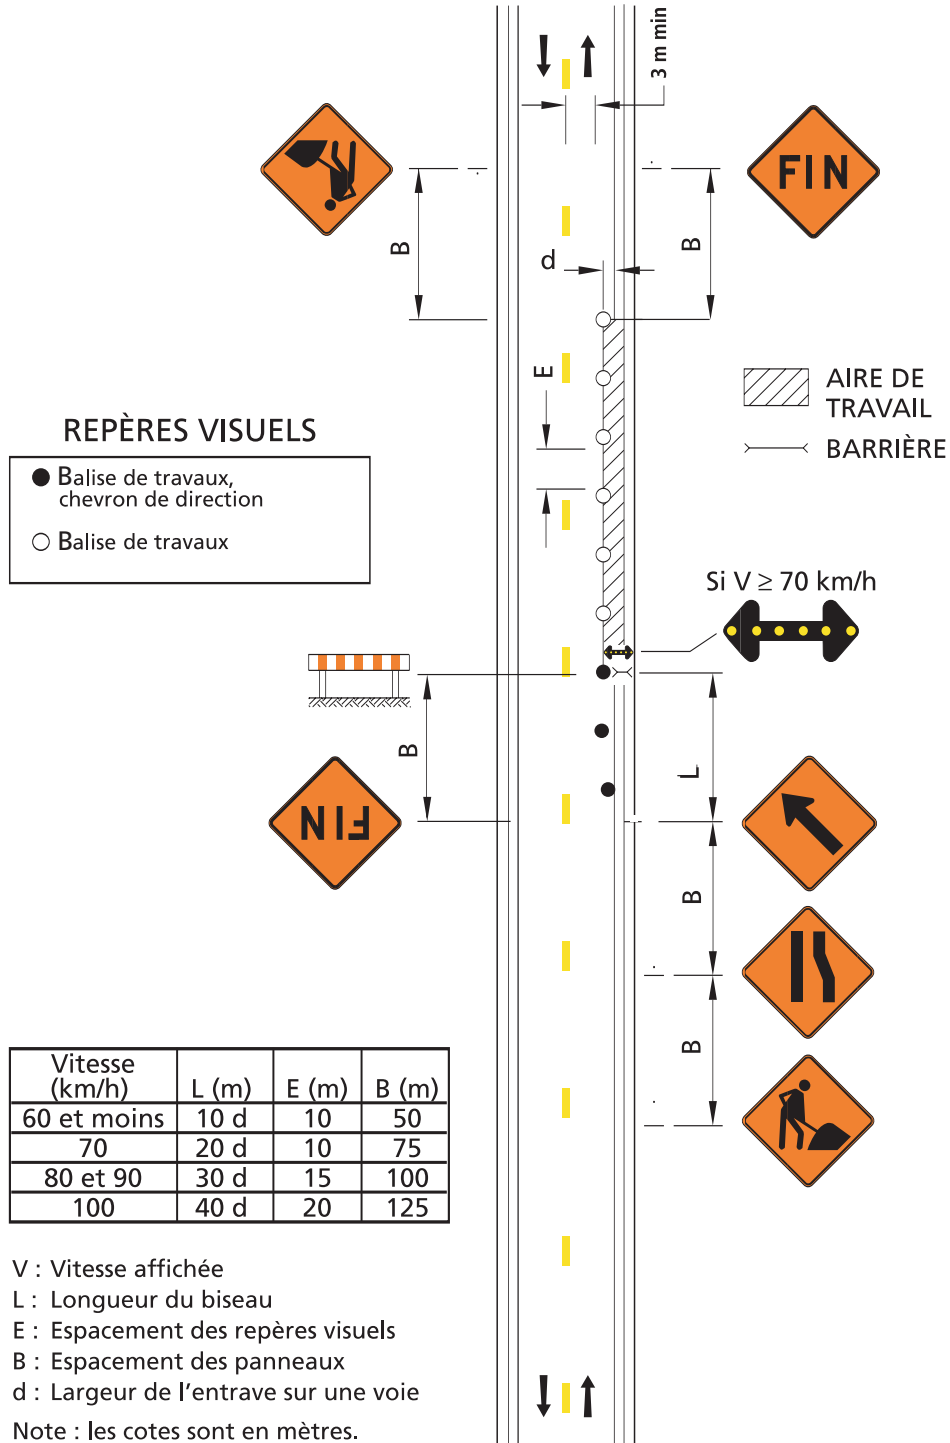 3 m min
FIN
B
B
d
E
AIRE DE
TRAVAIL
BARRIÈRE
REPÈRES VISUELS
Balise de travaux,
chevron de direction
Balise de travaux
Si V ≥ 70 km/h
B
L
FIN
B
B
Vitesse
(km/h) L (m) E (m) B (m)
60 et moins 10 d 10 50
70 20 d 10 75
80 et 90 30 d 15 100
100 40 d 20 125
V : Vitesse affichée
L : Longueur du biseau
E : Espacement des repères visuels
B : Espacement des panneaux
d : Largeur de l'entrave sur une voie
Note : les cotes sont en mètres.